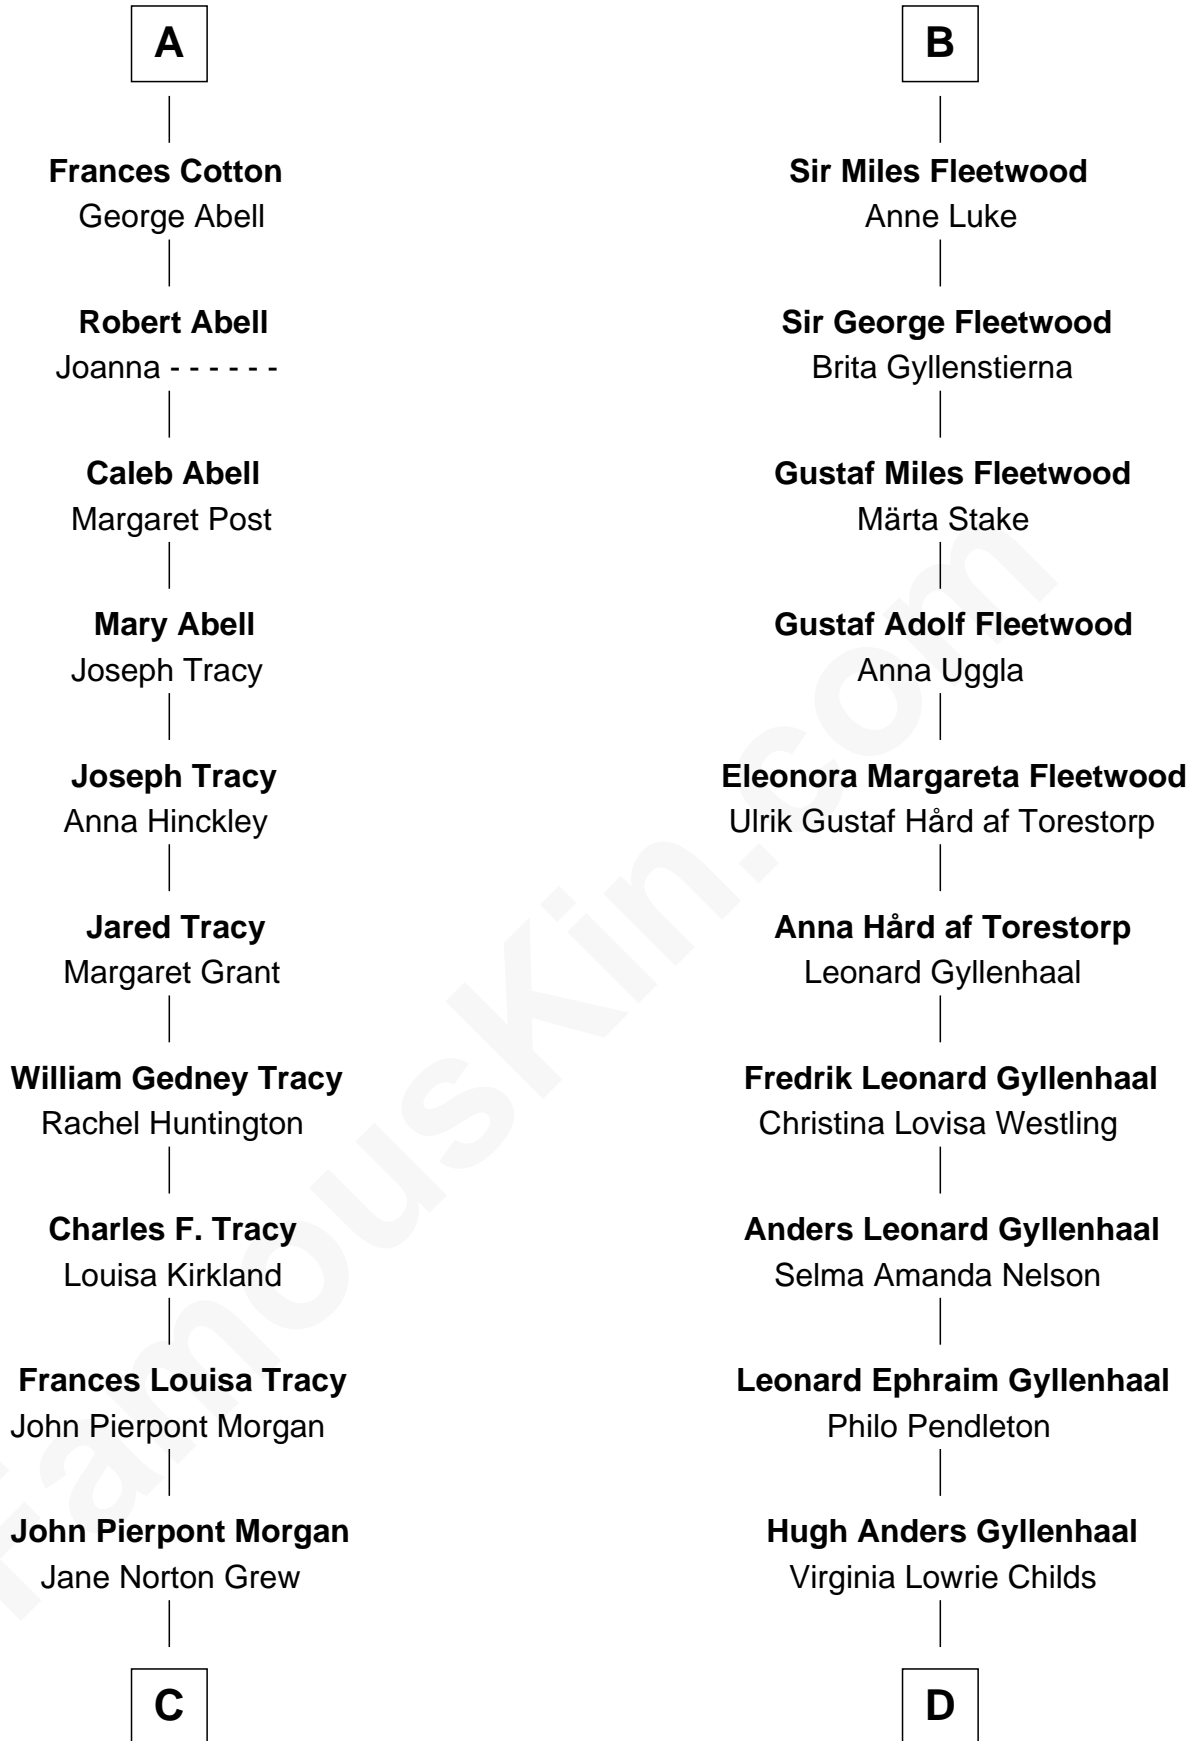 A
Frances Cotton
George Abell
Robert Abell
Joanna - - - - - -
Caleb Abell
Margaret Post
Mary Abell
Joseph Tracy
Joseph Tracy
Anna Hinckley
Jared Tracy
Margaret Grant
William Gedney Tracy
Rachel Huntington
Charles F. Tracy
Louisa Kirkland
Frances Louisa Tracy
John Pierpont Morgan
John Pierpont Morgan
Jane Norton Grew
C
B
Sir Miles Fleetwood
Anne Luke
Sir George Fleetwood
Brita Gyllenstierna
Gustaf Miles Fleetwood
Märta Stake
Gustaf Adolf Fleetwood
Anna Uggla
Eleonora Margareta Fleetwood
Ulrik Gustaf Hård af Torestorp
Anna Hård af Torestorp
Leonard Gyllenhaal
Fredrik Leonard Gyllenhaal
Christina Lovisa Westling
Anders Leonard Gyllenhaal
Selma Amanda Nelson
Leonard Ephraim Gyllenhaal
Philo Pendleton
Hugh Anders Gyllenhaal
Virginia Lowrie Childs
D
FamousKin.com